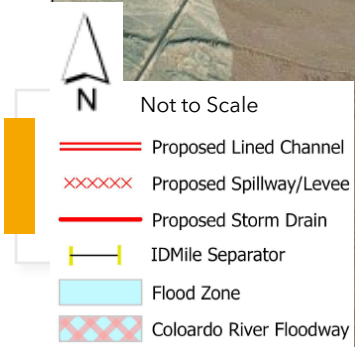 N
Not to Scale
Proposed Lined Channel
Proposed Spillway/Levee
Proposed Storm Drain
IDMile Separator
Flood Zone
Coloardo River Floodway